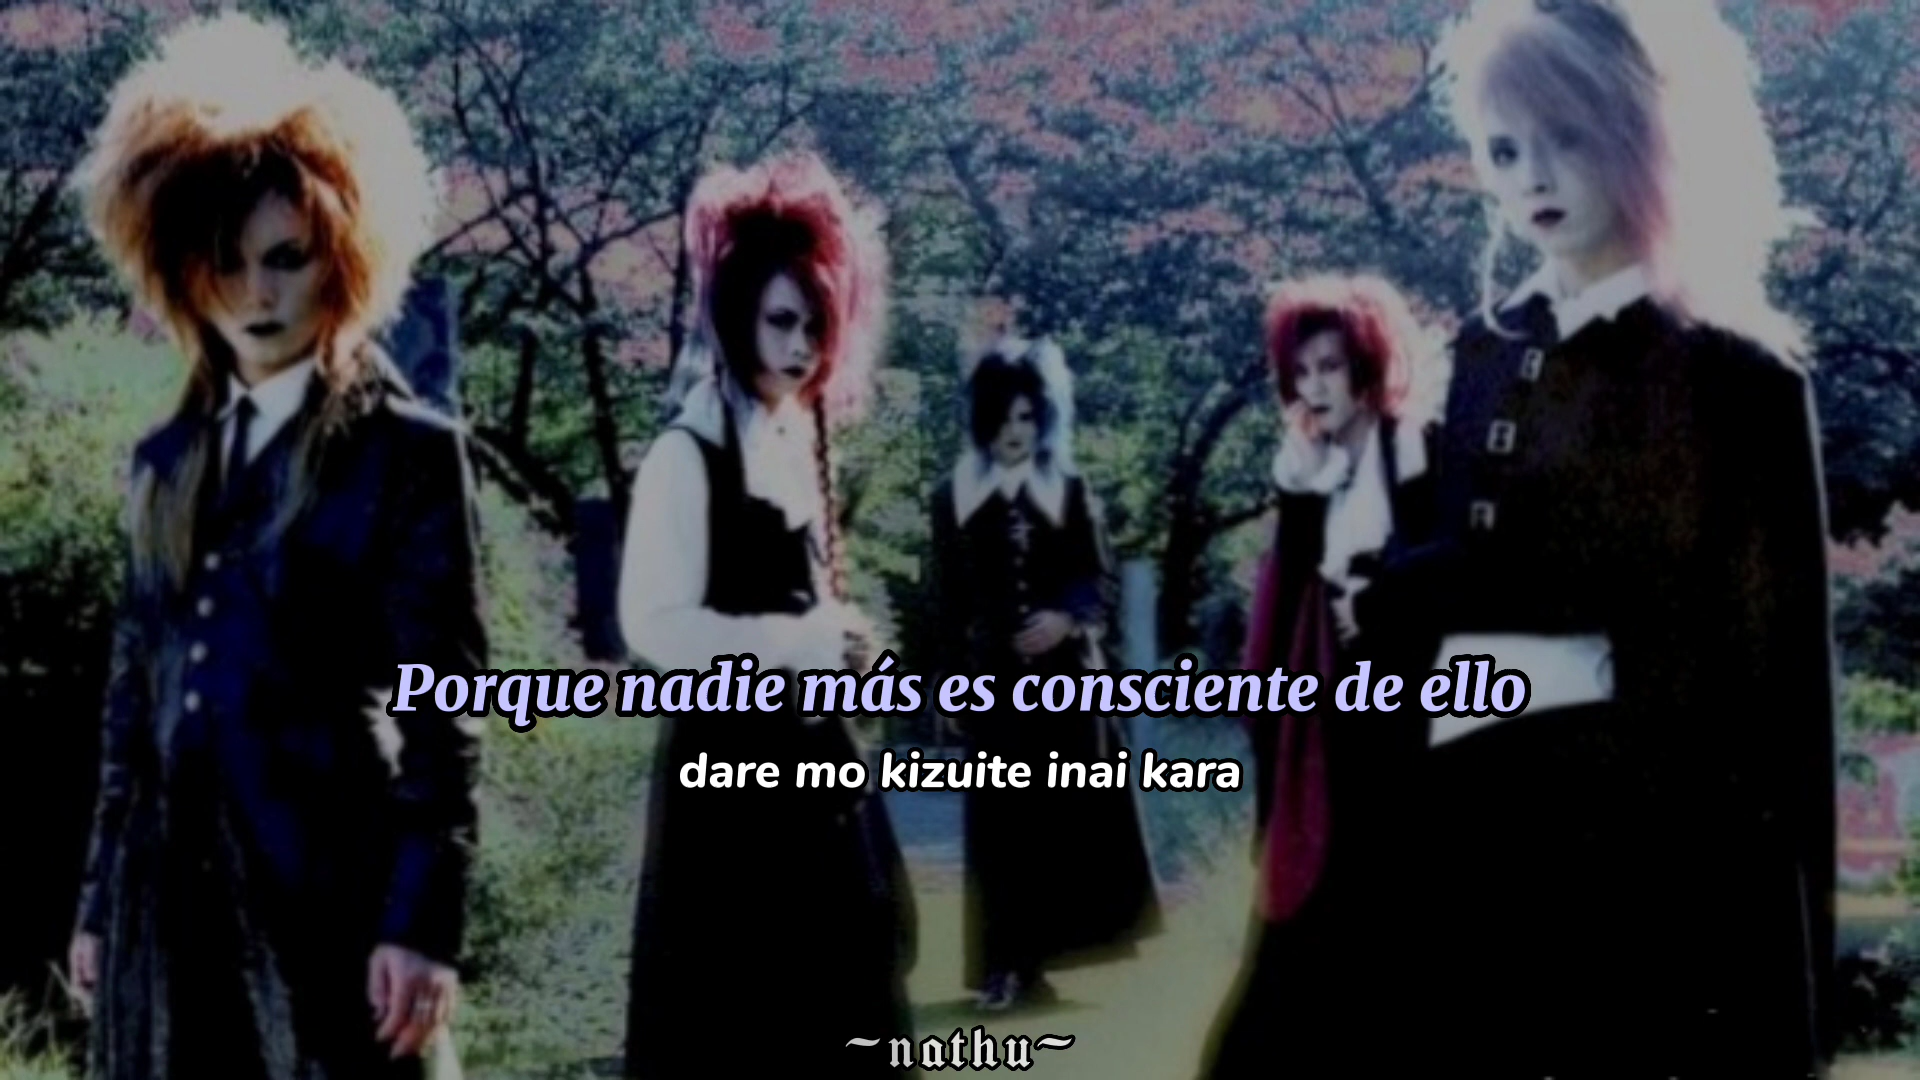 Porque nadie más es consciente de ello
dare mo kizuite inai kara
~nathu~